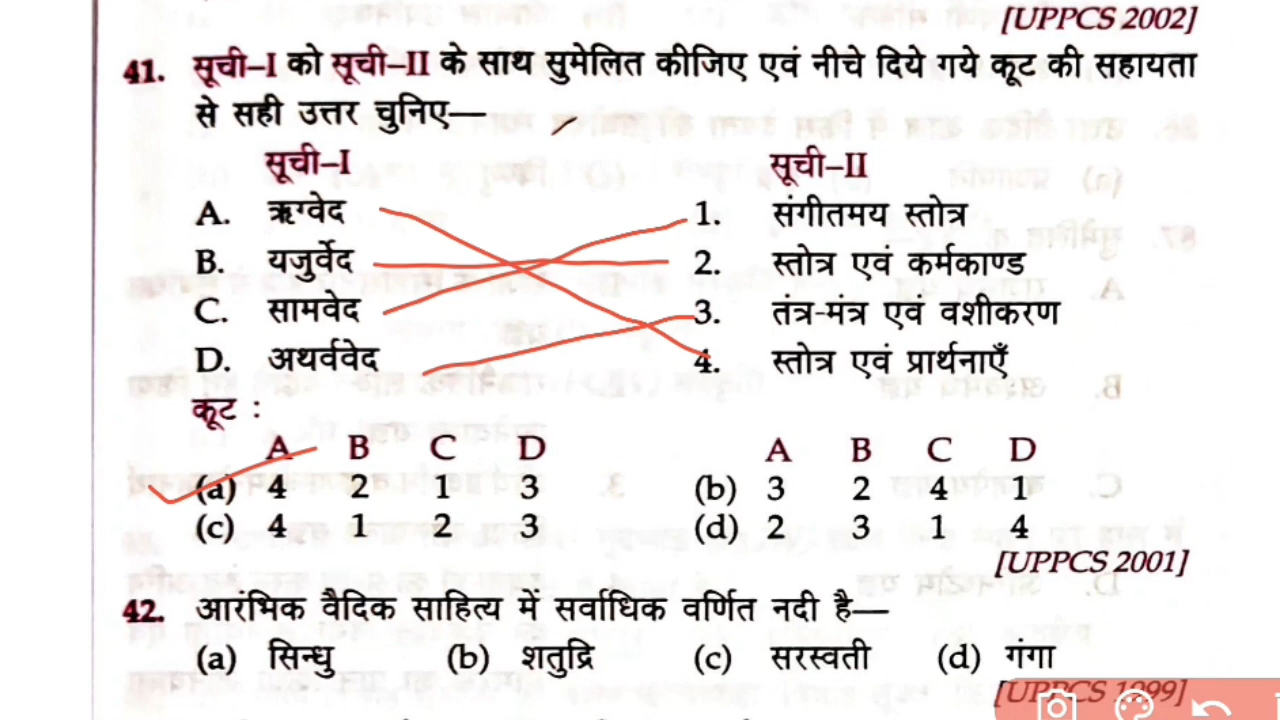 [UPPCS 2002]
41. सूची–I को सूची–II के साथ सुमेलित कीजिए एवं नीचे दिये गये कूट की सहायता
से सही उत्तर चुनिए—
सूची–I सूची–II
A. ऋग्वेद 1. संगीतमय स्तोत्र
B. यजुर्वेद 2. स्तोत्र एवं कर्मकाण्ड
C. सामवेद 3. तंत्र-मंत्र एवं वशीकरण
D. अथर्ववेद 4. स्तोत्र एवं प्रार्थनाएँ
कूट :
A B C D A B C D
(a) 4 2 1 3 (b) 3 2 4 1
(c) 4 1 2 3 (d) 2 3 1 4
[UPPCS 2001]
42. आरंभिक वैदिक साहित्य में सर्वाधिक वर्णित नदी है—
(a) सिन्धु (b) शतुद्रि (c) सरस्वती (d) गंगा
[UPPCS 1999]